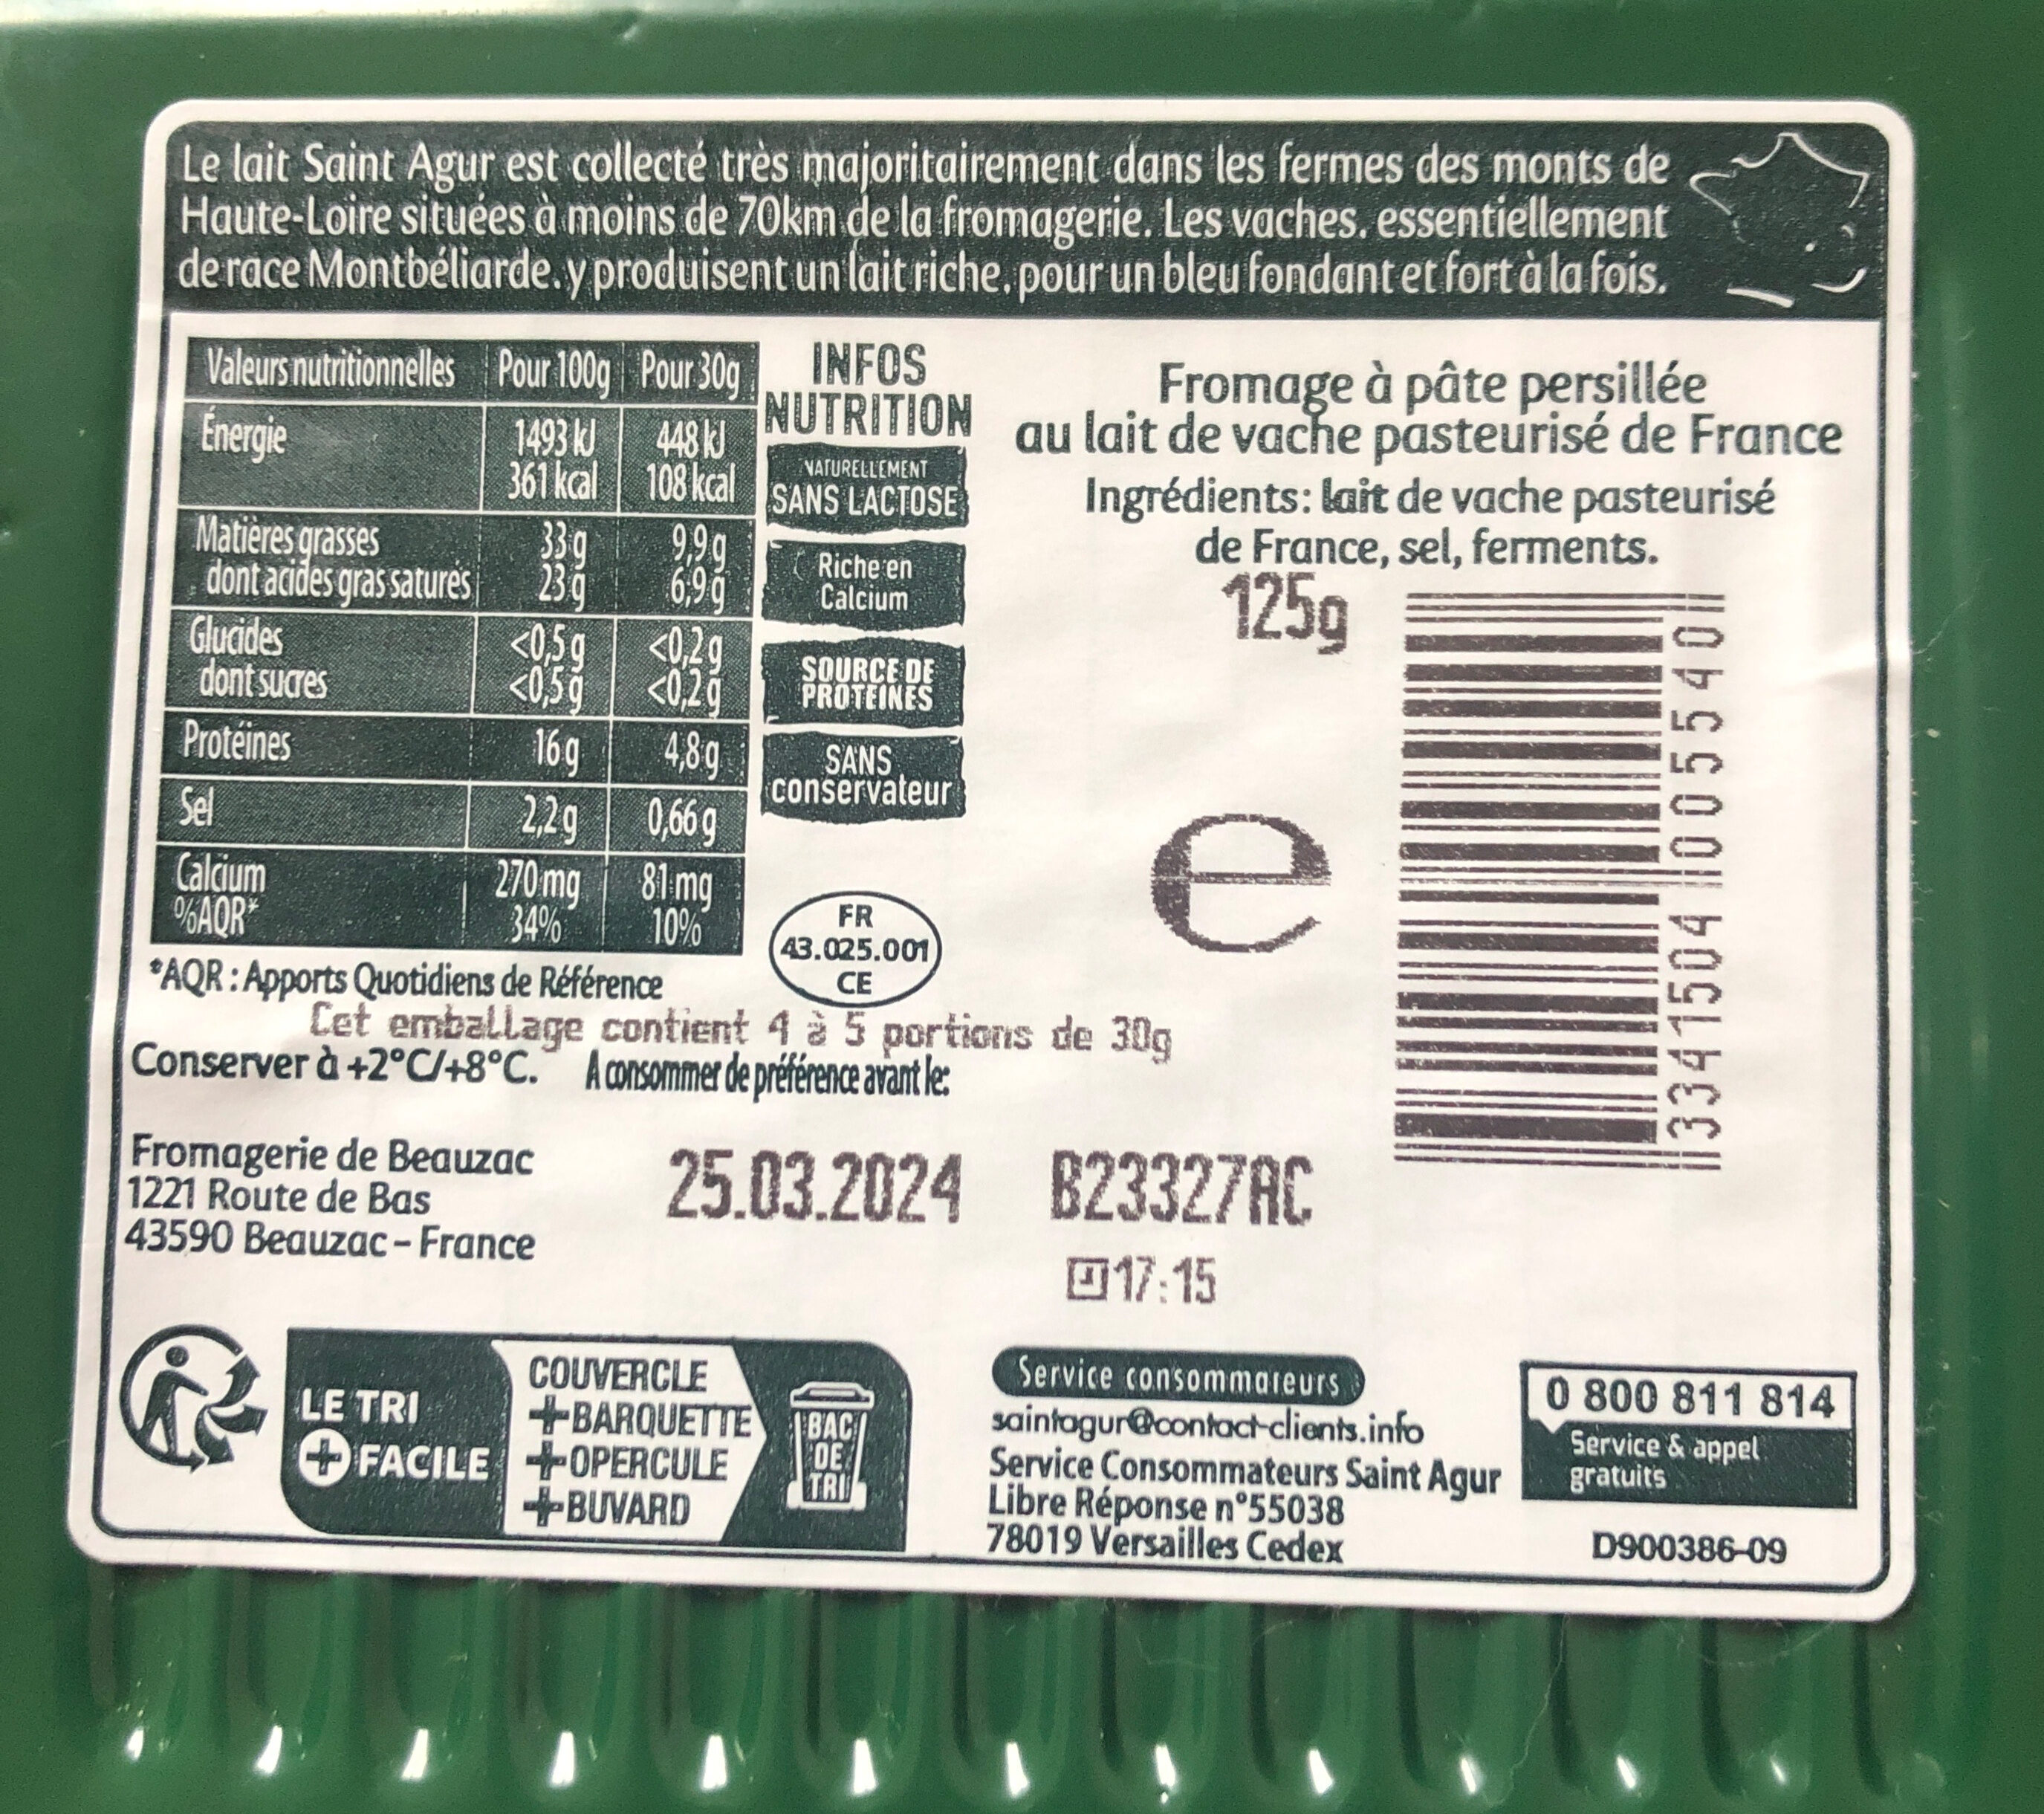 Le lait Saint Agur est collecté très majoritairement dans les fermes des monts de
Haute-Loire situées à moins de 70km de la fromagerie. Les vaches, essentiellement
de race Montbéliarde, y produisent un lait riche, pour un bleu fondant et fort à la fois.
Valeurs nutritionnelles Pour 100g Pour 30g
Énergie 1493 kJ 448 kJ
361 kcal 108 kcal
Matières grasses 33 g 9,9 g
dont acides gras saturés 23 g 6,9 g
Glucides <0,5 g <0,2 g
dont sucres <0,5 g <0,2 g
Protéines 16 g 4,8 g
Sel 2,2 g 0,66 g
Calcium 270 mg 81 mg
%AQR* 34% 10%
*AQR : Apports Quotidiens de Référence
INFOS
NUTRITION
NATURELLEMENT
SANS LACTOSE
Riche en
Calcium
SOURCE DE
PROTÉINES
SANS
conservateur
FR
43.025.001
CE
Fromage à pâte persillée
au lait de vache pasteurisé de France
Ingrédients: lait de vache pasteurisé
de France, sel, ferments.
125g
e
3341504 005540
Cet emballage contient 4 à 5 portions de 30g
Conserver à +2°C/+8°C. A consommer de préférence avant le:
Fromagerie de Beauzac
1221 Route de Bas
43590 Beauzac - France
25.03.2024 B23327AC
17:15
LE TRI
+ FACILE
COUVERCLE
+BARQUETTE
+OPERCULE
+BUVARD
BAC
DE
TRI
Service consommateurs
saintagur@contact-clients.info
Service Consommateurs Saint Agur
Libre Réponse n°55038
78019 Versailles Cedex
0 800 811 814
Service & appel
gratuits
D900386-09